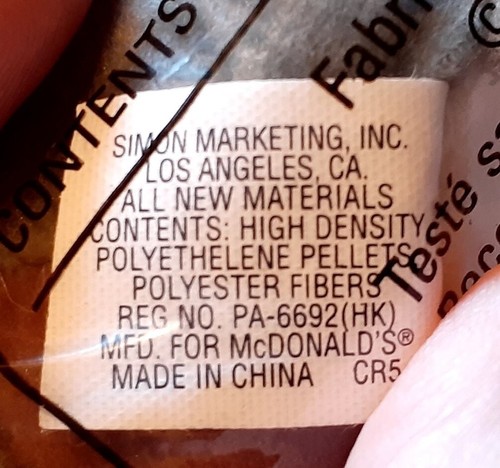 CONTENTS
Fabri
©
SIMON MARKETING, INC.
LOS ANGELES, CA.
ALL NEW MATERIALS
CONTENTS: HIGH DENSITY
POLYETHELENE PELLETS
POLYESTER FIBERS
REG NO. PA-6692(HK)
MFD. FOR McDONALD'S®
MADE IN CHINA CR5
Testé s